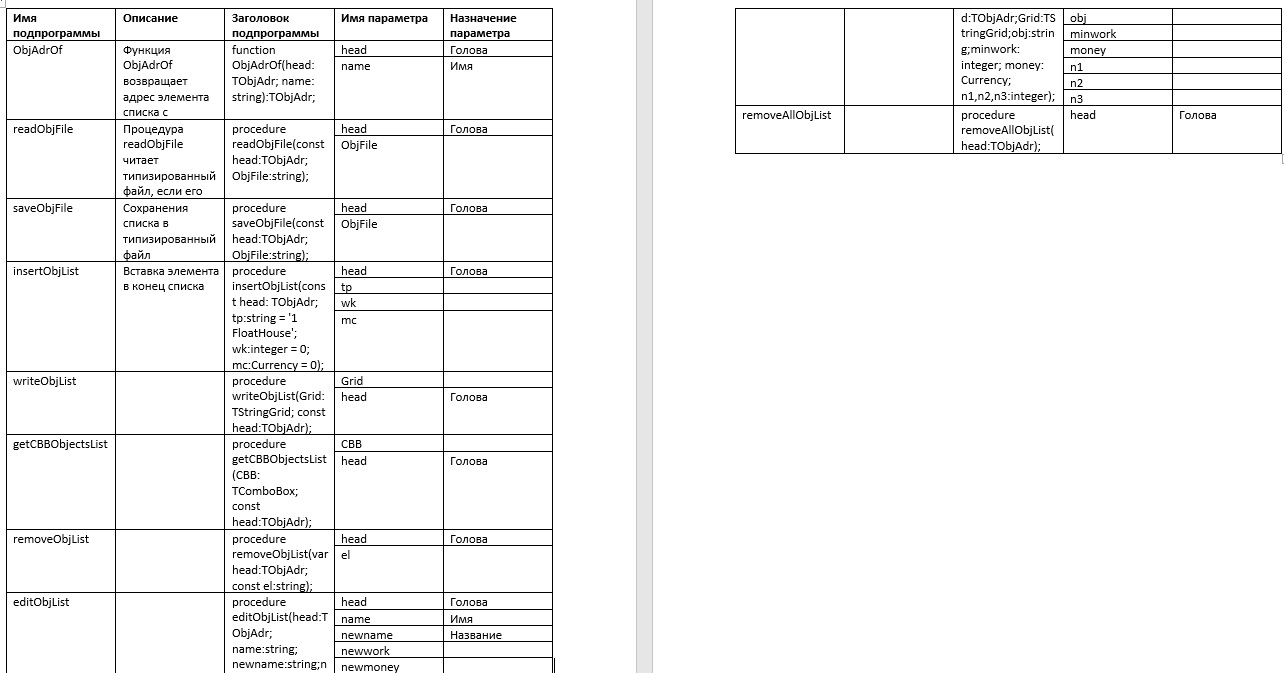 Имя подпрограммы
Описание
Заголовок подпрограммы
Имя параметра
Назначение параметра
ObjAdrOf
Функция
ObjAdrOf
возвращает
адрес элемента
списка с
function
ObjAdrOf(head:
TObjAdr; name:
string):TObjAdr;
head
Голова
name
Имя
readObjFile
Процедура
readObjFile
читает
типизированный
файл, если его
procedure
readObjFile(const
head:TObjAdr;
ObjFile:string);
head
Голова
ObjFile
saveObjFile
Сохранения
списка в
типизированный
файл
procedure
saveObjFile(const
head:TObjAdr;
ObjFile:string);
head
Голова
ObjFile
insertObjList
Вставка элемента
в конец списка
procedure
insertObjList(cons
t head: TObjAdr;
tp:string = '1
FloatHouse';
wk:integer = 0;
mc:Currency = 0);
head
Голова
tp
wk
mc
writeObjList
procedure
writeObjList(Grid:
TStringGrid; const
head:TObjAdr);
Grid
head
Голова
getCBBObjectsList
procedure
getCBBObjectsList
(CBB:
TComboBox;
const
head:TObjAdr);
CBB
head
Голова
removeObjList
procedure
removeObjList(var
head:TObjAdr;
const el:string);
head
Голова
el
editObjList
procedure
editObjList(head:T
ObjAdr;
name:string;
newname:string;n
head
Голова
name
Имя
newname
Название
newwork
newmoney
d:TObjAdr;Grid:TS
tringGrid;obj:strin
g;minwork:
integer; money:
Currency;
n1,n2,n3:integer);
obj
minwork
money
n1
n2
n3
removeAllObjList
procedure
removeAllObjList(
head:TObjAdr);
head
Голова